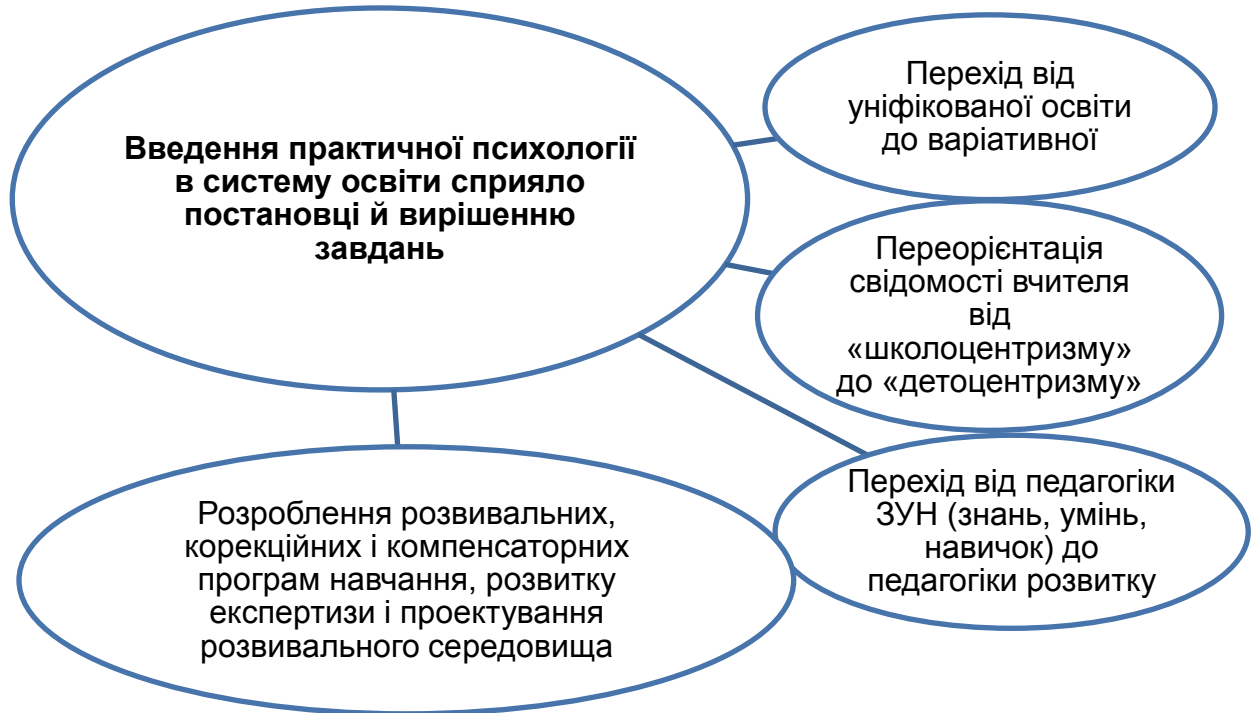 Введення практичної психології
в систему освіти сприяло
постановці й вирішенню
завдань
Перехід від
уніфікованої освіти
до варіативної
Переорієнтація
свідомості вчителя
від
«школоцентризму»
до «детоцентризму»
Перехід від педагогіки
ЗУН (знань, умінь,
навичок) до
педагогіки розвитку
Розроблення розвивальних,
корекційних і компенсаторних
програм навчання, розвитку
експертизи і проектування
розвивального середовища